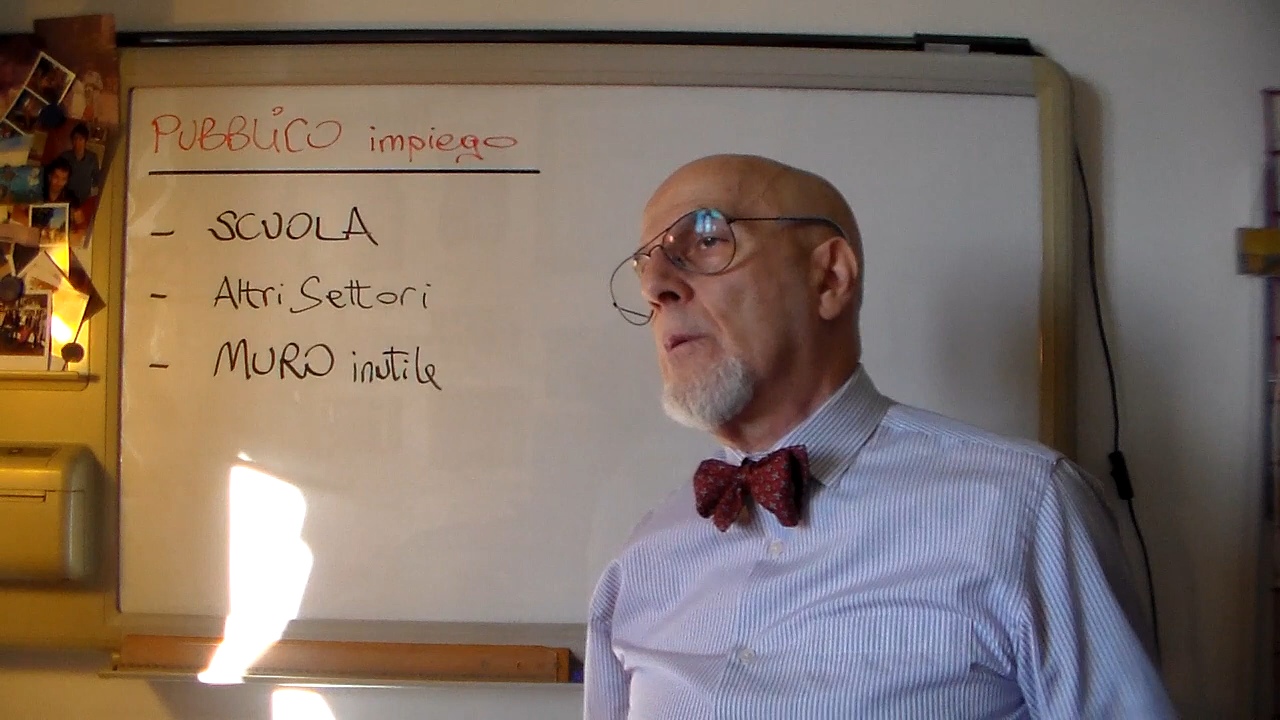 PUBBLICO impiego
- SCUOLA
- Altri Settori
- MURO inutile